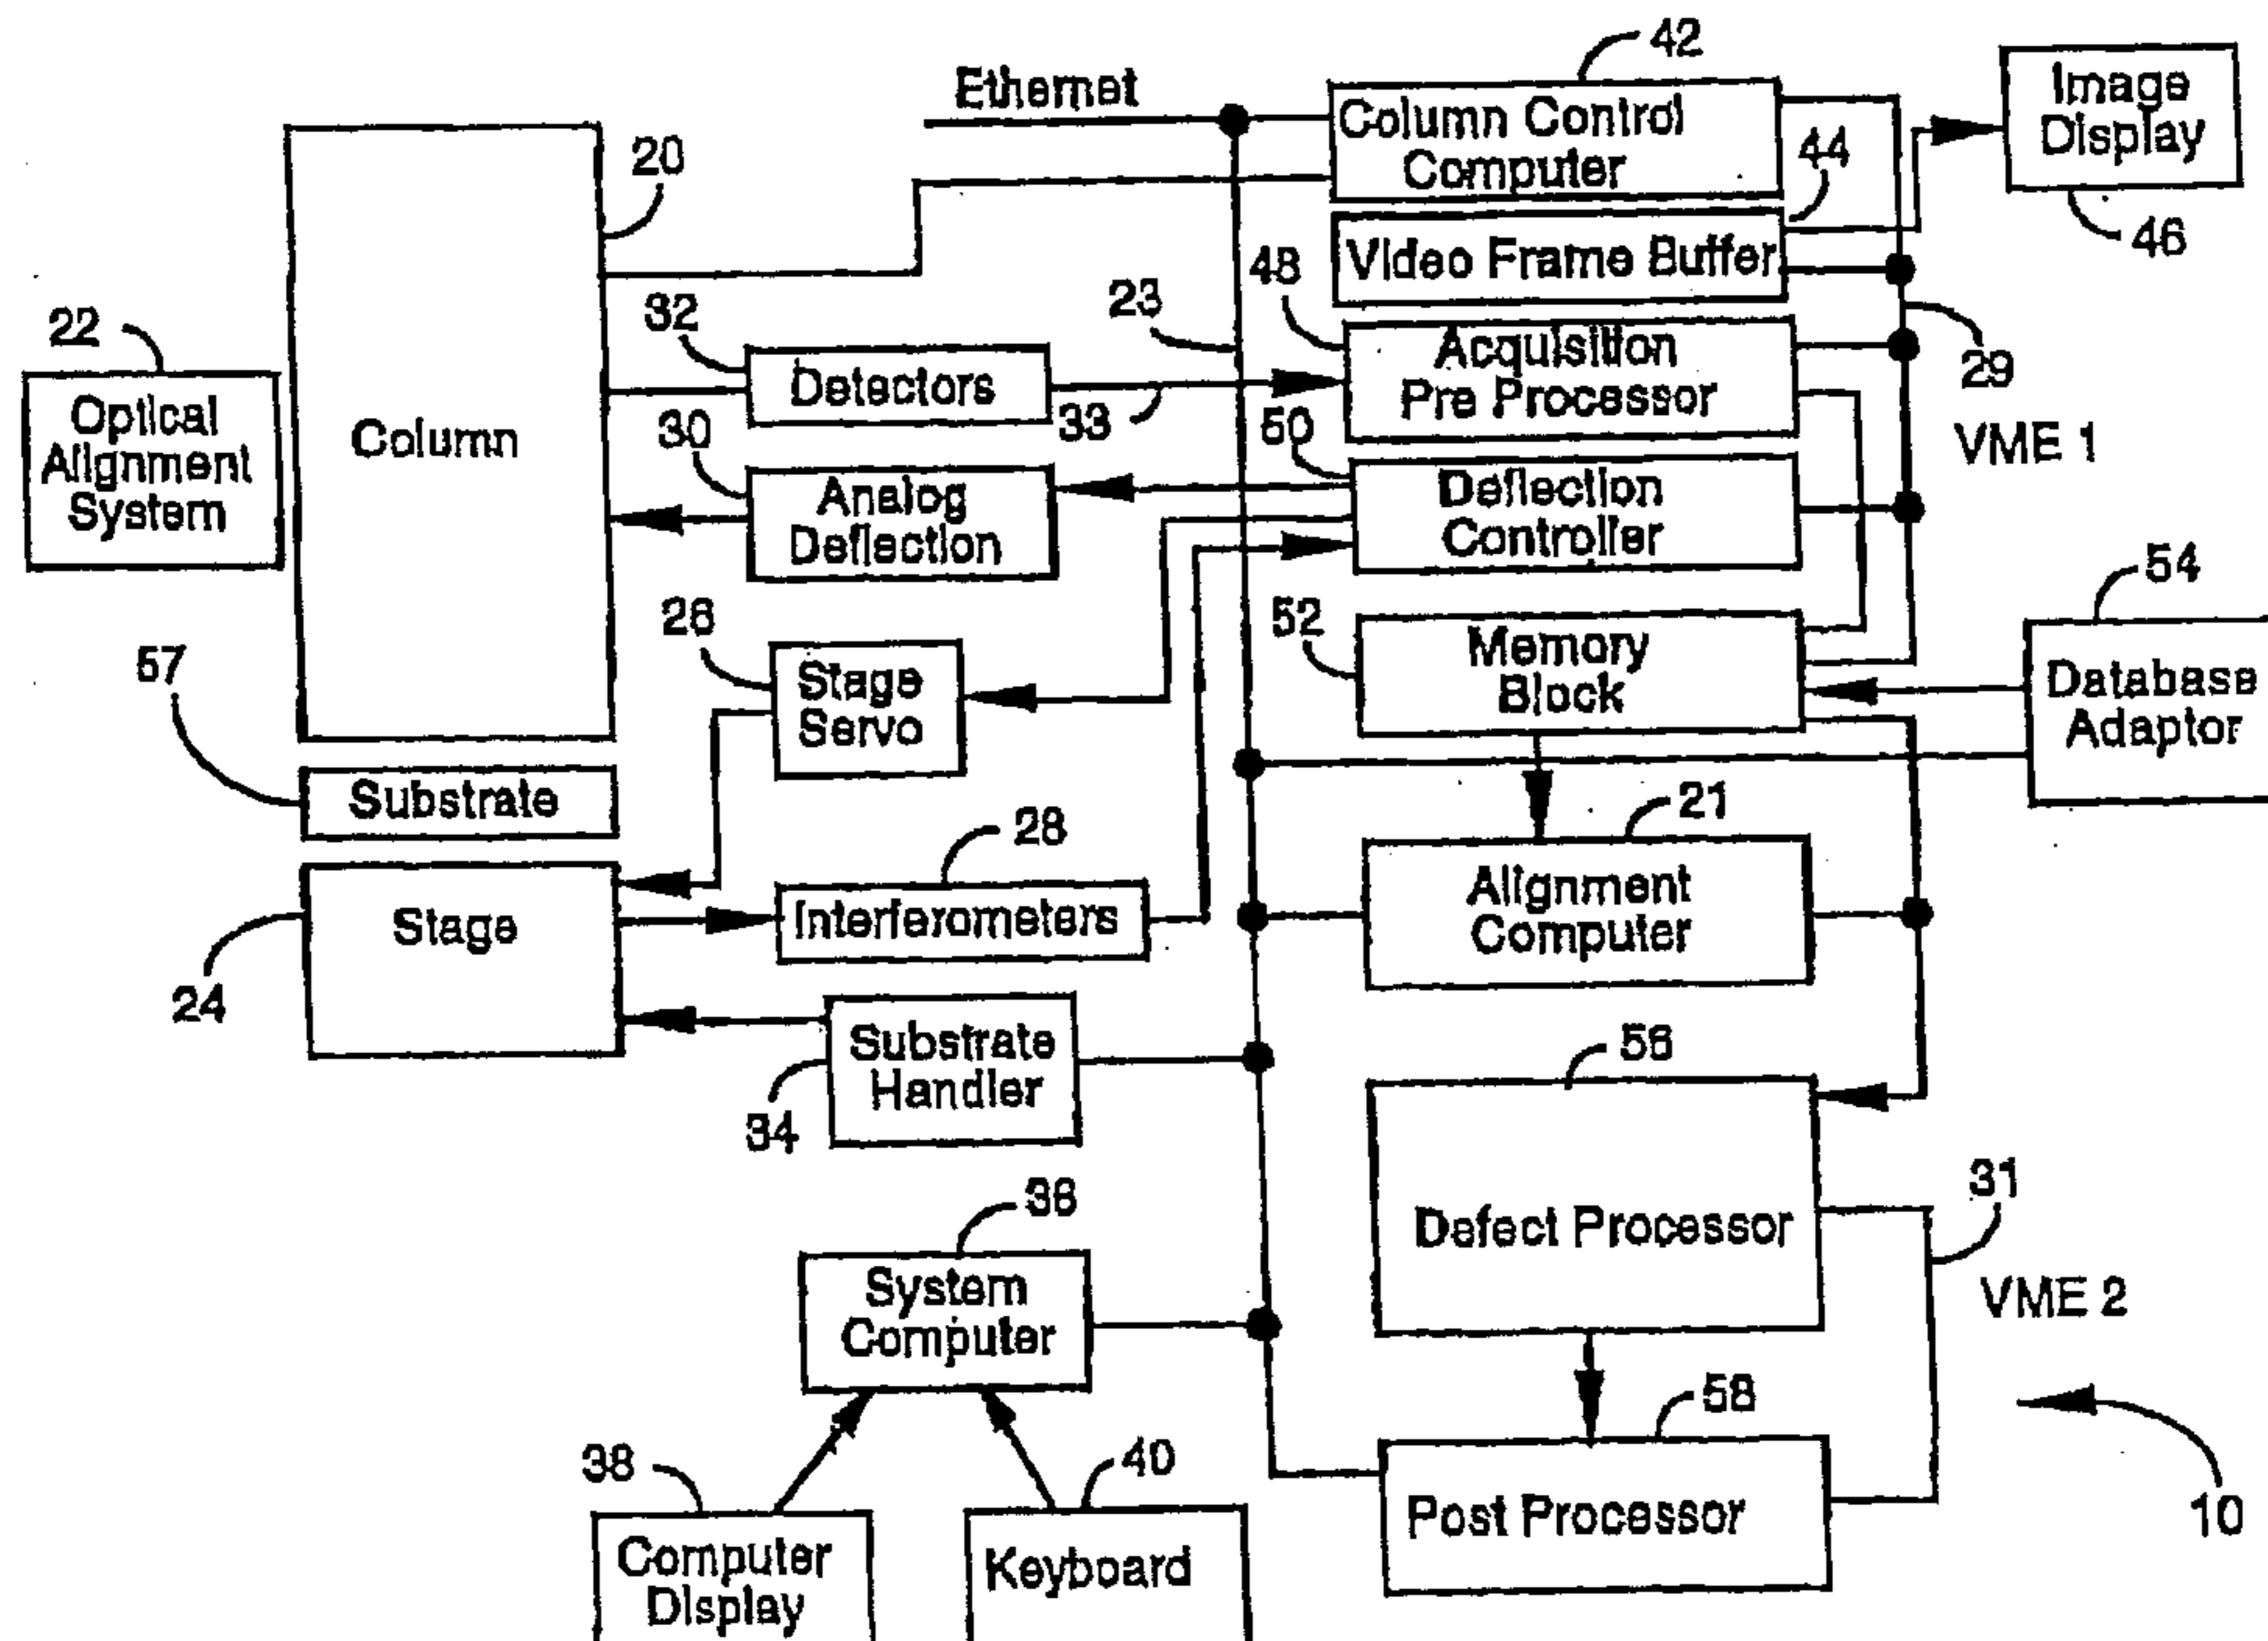 42
Ethernet
Image
Display
Column Control
Computer
44
20
46
Video Frame Buffer
48
23
32
22
Acquisition
Pre Processor
29
Detectors
33
Optical
Alignment
System
Column
30
50
VME 1
Analog
Deflection
Deflection
Controller
54
26
52
57
Memory
Block
Stage
Servo
Database
Adaptor
Substrate
21
28
Alignment
Computer
Stage
Interferometers
24
Substrate
Handler
34
56
31
36
Defect Processor
System
Computer
VME 2
58
38
40
10
Post Processor
Computer
Display
Keyboard